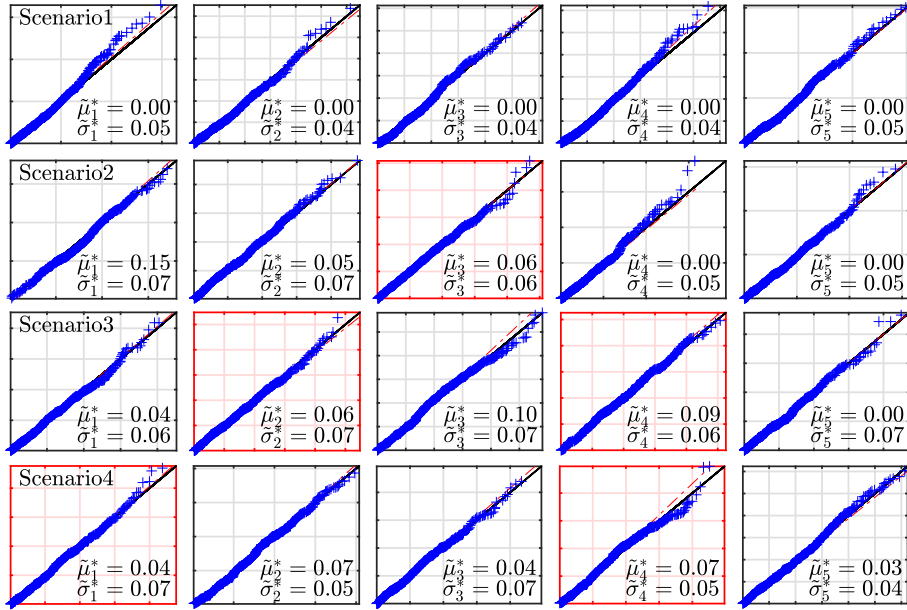 Scenario1
μ̃*₁ = 0.00
σ̃*₁ = 0.05
μ̃*₂ = 0.00
σ̃*₂ = 0.04
μ̃*₃ = 0.00
σ̃*₃ = 0.04
μ̃*₄ = 0.00
σ̃*₄ = 0.04
μ̃*₅ = 0.00
σ̃*₅ = 0.05
Scenario2
μ̃*₁ = 0.15
σ̃*₁ = 0.07
μ̃*₂ = 0.05
σ̃*₂ = 0.07
μ̃*₃ = 0.06
σ̃*₃ = 0.06
μ̃*₄ = 0.00
σ̃*₄ = 0.05
μ̃*₅ = 0.00
σ̃*₅ = 0.05
Scenario3
μ̃*₁ = 0.04
σ̃*₁ = 0.06
μ̃*₂ = 0.06
σ̃*₂ = 0.07
μ̃*₃ = 0.10
σ̃*₃ = 0.07
μ̃*₄ = 0.09
σ̃*₄ = 0.06
μ̃*₅ = 0.00
σ̃*₅ = 0.07
Scenario4
μ̃*₁ = 0.04
σ̃*₁ = 0.07
μ̃*₂ = 0.07
σ̃*₂ = 0.05
μ̃*₃ = 0.04
σ̃*₃ = 0.07
μ̃*₄ = 0.07
σ̃*₄ = 0.05
μ̃*₅ = 0.03
σ̃*₅ = 0.04